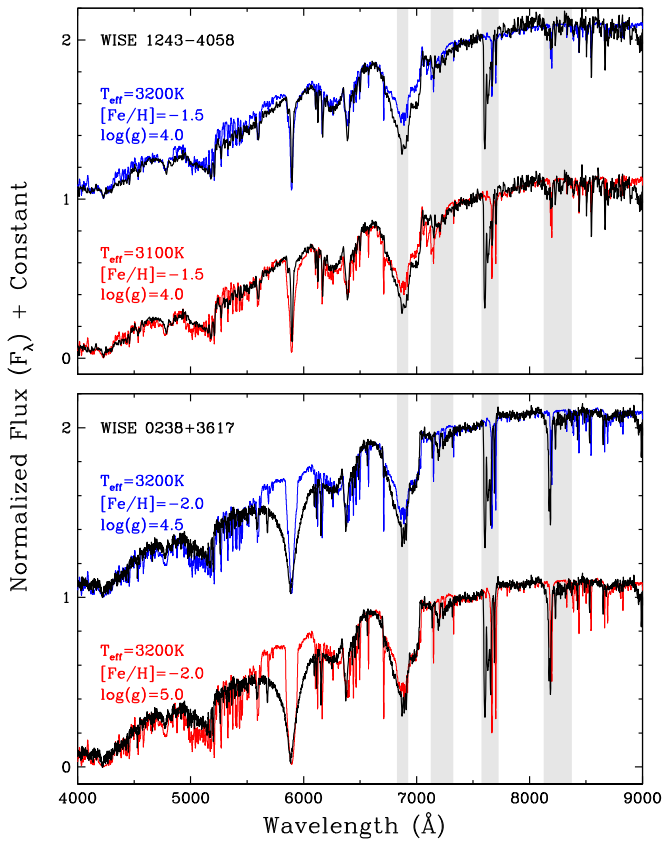 2
WISE 1243−4058
T_eff=3200K
[Fe/H]=−1.5
log(g)=4.0
1
T_eff=3100K
[Fe/H]=−1.5
log(g)=4.0
0
Normalized Flux (F_λ) + Constant
2
WISE 0238+3617
T_eff=3200K
[Fe/H]=−2.0
log(g)=4.5
1
T_eff=3200K
[Fe/H]=−2.0
log(g)=5.0
0
4000 5000 6000 7000 8000 9000
Wavelength (Å)